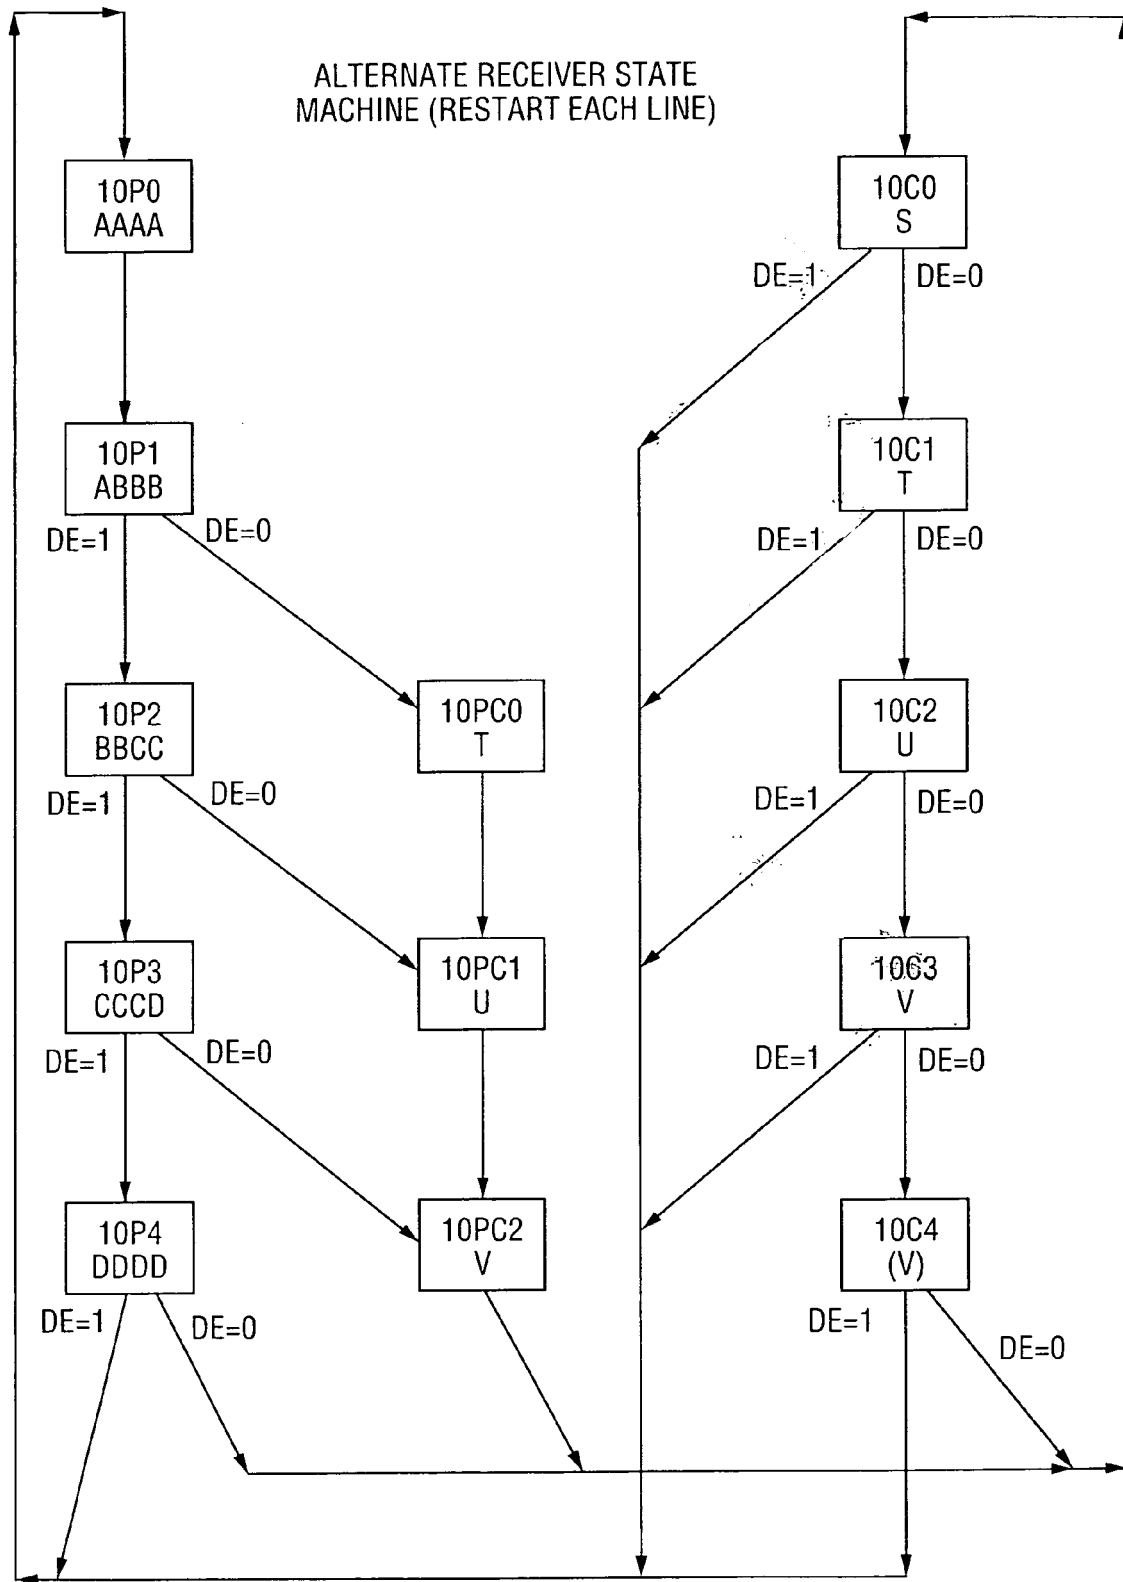 ALTERNATE RECEIVER STATE
MACHINE (RESTART EACH LINE)
10P0
AAAA
10C0
S
DE=1
DE=0
10P1
ABBB
10C1
T
DE=1
DE=0
DE=1
DE=0
10P2
BBCC
10PC0
T
10C2
U
DE=1
DE=0
DE=1
DE=0
10P3
CCCD
10PC1
U
10C3
V
DE=1
DE=0
DE=1
DE=0
10P4
DDDD
10PC2
V
10C4
(V)
DE=1
DE=0
DE=1
DE=0